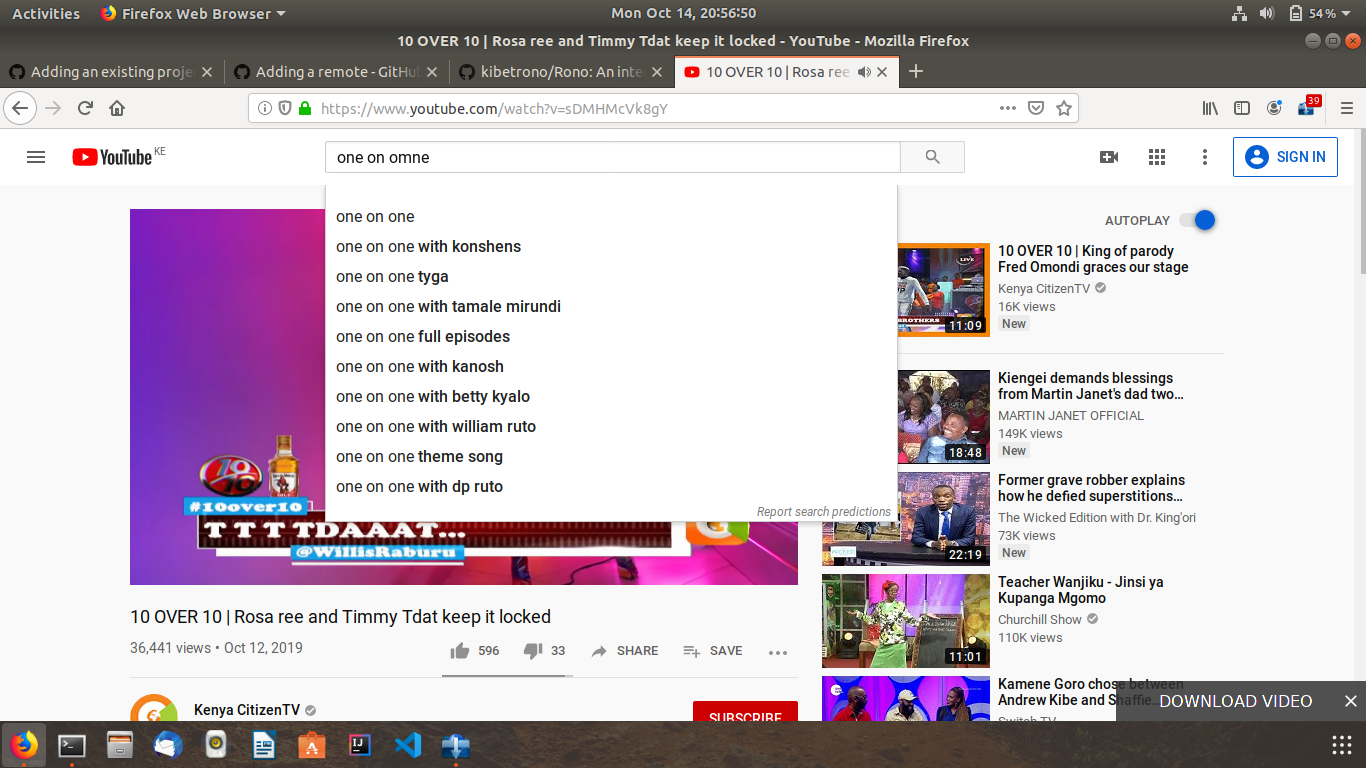 Activities Firefox Web Browser Mon Oct 14, 20:56:50 54%
10 OVER 10 | Rosa ree and Timmy Tdat keep it locked - YouTube - Mozilla Firefox
Adding an existing proje Adding a remote - GitHu kibetrono/Rono: An inte 10 OVER 10 | Rosa ree
https://www.youtube.com/watch?v=sDMHMcVk8gY 39
YouTube KE one on omne SIGN IN
one on one
one on one with konshens
one on one tyga
one on one with tamale mirundi
one on one full episodes
one on one with kanosh
one on one with betty kyalo
one on one with william ruto
one on one theme song
one on one with dp ruto
Report search predictions
#10over10
T T T TDAAAT...
@WillisRaburu
10 OVER 10 | Rosa ree and Timmy Tdat keep it locked
36,441 views • Oct 12, 2019 596 33 SHARE SAVE
Kenya CitizenTV
SUBSCRIBE
AUTOPLAY
10 OVER 10 | King of parody
Fred Omondi graces our stage
Kenya CitizenTV
16K views
New
LIVE
BROTHERS
11:09
Kiengei demands blessings
from Martin Janet's dad two...
MARTIN JANET OFFICIAL
149K views
New
18:48
Former grave robber explains
how he defied superstitions...
The Wicked Edition with Dr. King'ori
73K views
New
22:19
Teacher Wanjiku - Jinsi ya
Kupanga Mgomo
Churchill Show
110K views
11:01
Kamene Goro chose between
Andrew Kibe and Shaffie...
Switch TV
DOWNLOAD VIDEO